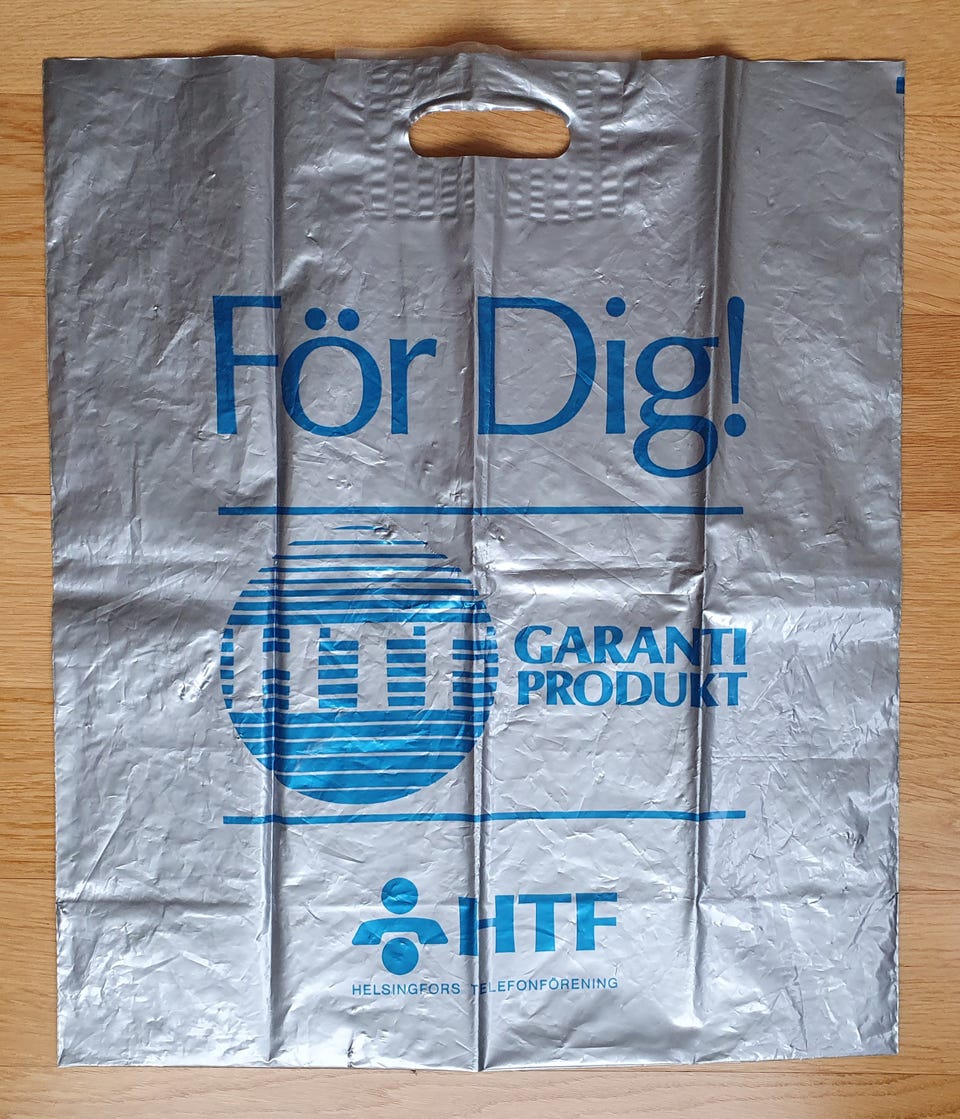 För Dig!
GARANTI
PRODUKT
HTF
HELSINGFORS TELEFONFÖRENING